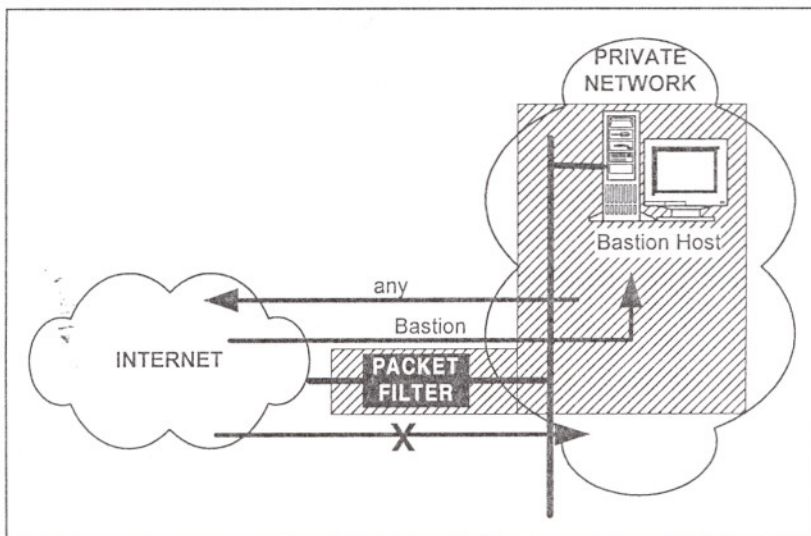 PRIVATE
NETWORK
Bastion Host
any
Bastion
INTERNET
PACKET
FILTER
X